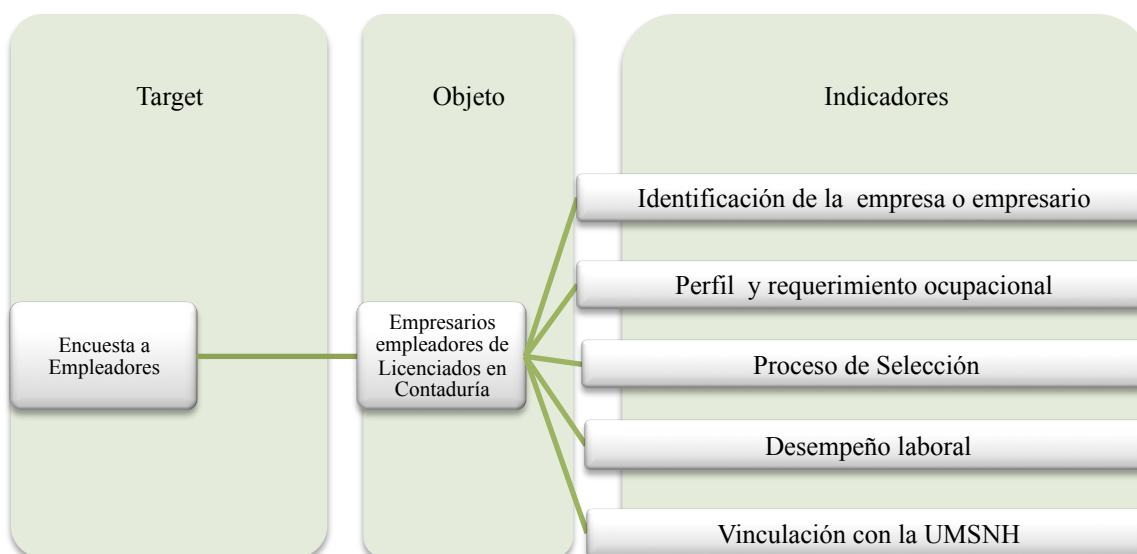 Target
Objeto
Indicadores
Encuesta a
Empleadores
Empresarios
empleadores de
Licenciados en
Contaduría
Identificación de la empresa o empresario
Perfil y requerimiento ocupacional
Proceso de Selección
Desempeño laboral
Vinculación con la UMSNH